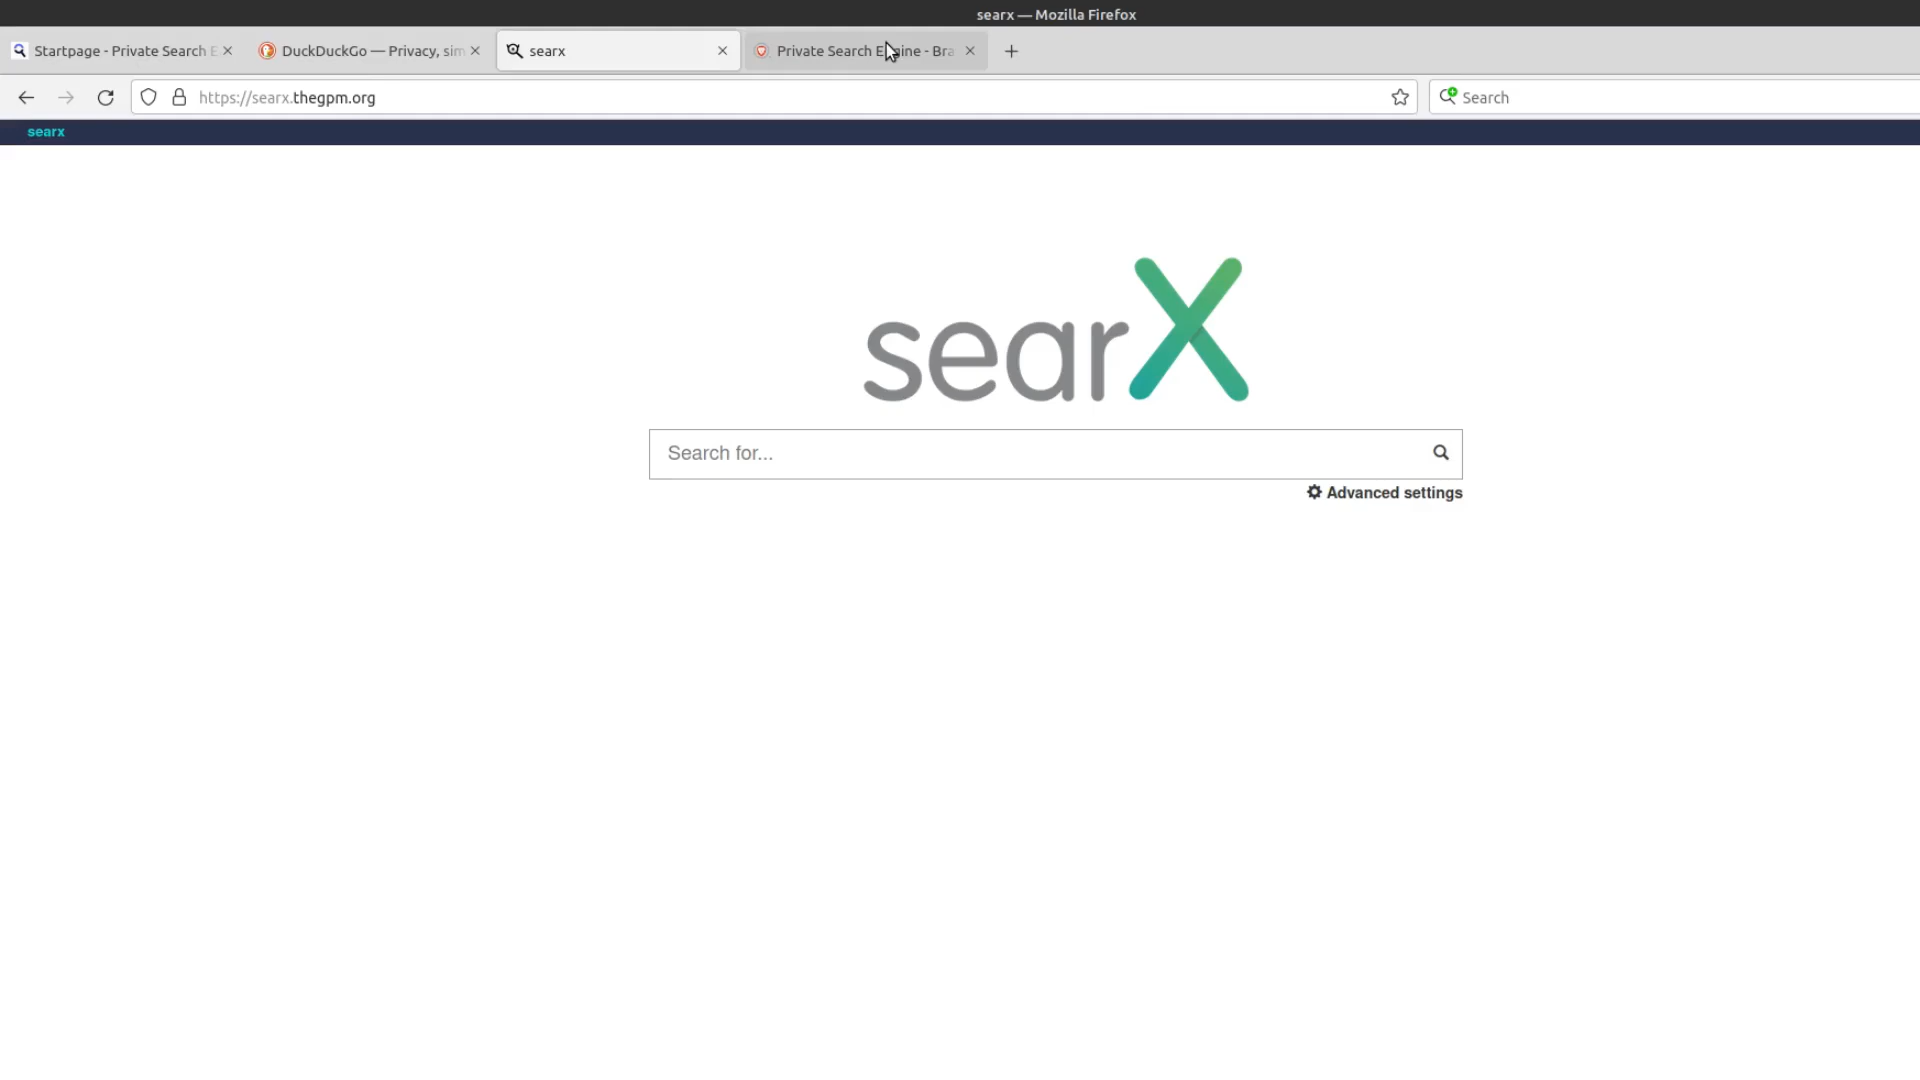 searx — Mozilla Firefox
Startpage - Private Search E
DuckDuckGo — Privacy, sim
searx
Private Search Engine - Bra
https://searx.thegpm.org
Search
searx
searX
Search for...
Advanced settings